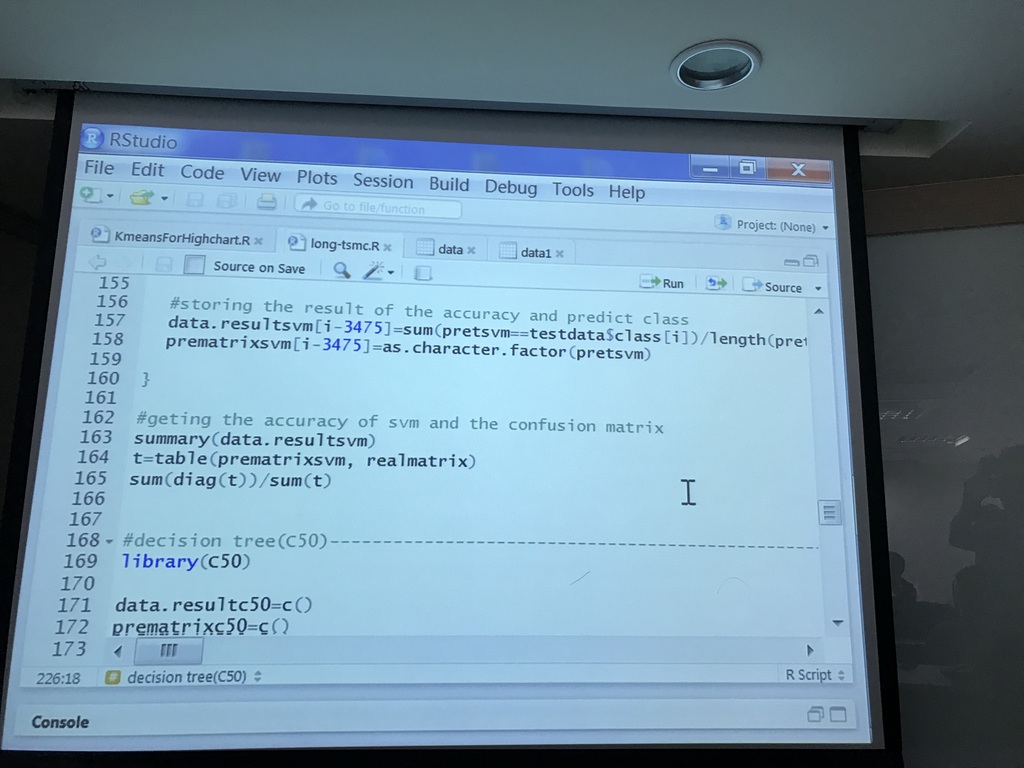 RStudio
File Edit Code View Plots Session Build Debug Tools Help
Go to file/function
Project: (None)
KmeansForHighchart.R long-tsmc.R data data1
Source on Save Run Source
155
156 #storing the result of the accuracy and predict class
157 data.resultsvm[i-3475]=sum(pretsvm==testdata$class[i])/length(pret
158 prematrixsvm[i-3475]=as.character.factor(pretsvm)
159
160 }
161
162 #geting the accuracy of svm and the confusion matrix
163 summary(data.resultsvm)
164 t=table(prematrixsvm, realmatrix)
165 sum(diag(t))/sum(t)
166
167
168 #decision tree(C50)---------------------------------------------
169 library(C50)
170
171 data.resultc50=c()
172 prematrixc50=c()
173
226:18 decision tree(C50) R Script
Console